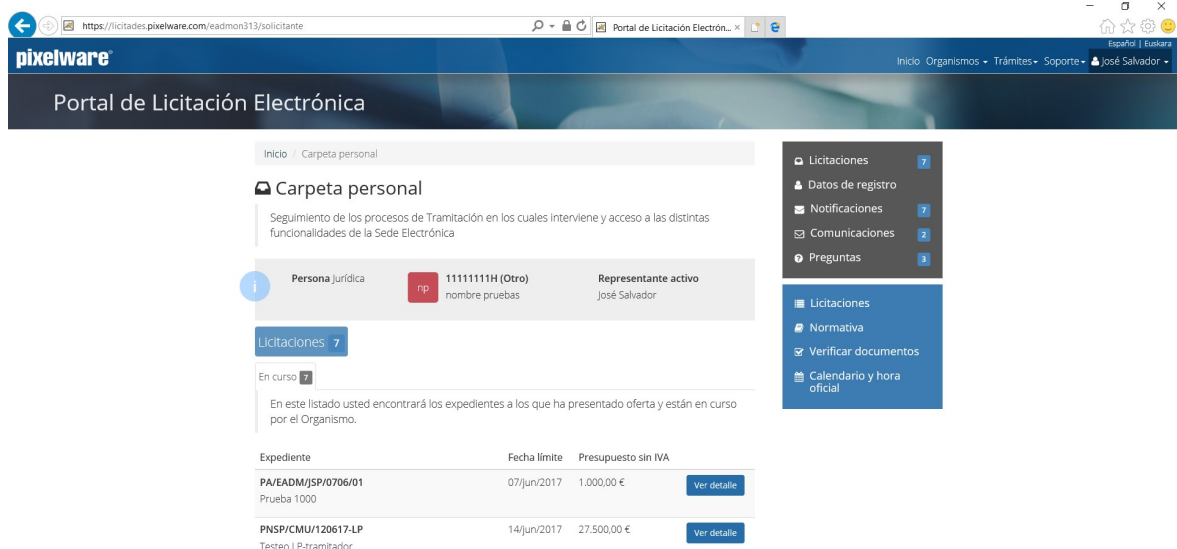 https://licitades.pixelware.com/eadmon313/solicitante
Portal de Licitación Electrón...
Español | Euskara
pixelware
Inicio Organismos Trámites Soporte José Salvador
Portal de Licitación Electrónica
Inicio / Carpeta personal
Carpeta personal
Seguimiento de los procesos de Tramitación en los cuales interviene y acceso a las distintas
funcionalidades de la Sede Electrónica
i
Persona Jurídica
np
11111111H (Otro)
nombre pruebas
Representante activo
José Salvador
Licitaciones 7
En curso 7
En este listado usted encontrará los expedientes a los que ha presentado oferta y están en curso
por el Organismo.
Expediente Fecha límite Presupuesto sin IVA
PA/EADM/JSP/0706/01 07/jun/2017 1.000,00 € Ver detalle
Prueba 1000
PNSP/CMU/120617-LP 14/jun/2017 27.500,00 € Ver detalle
Testeo LP-tramitador
Licitaciones 7
Datos de registro
Notificaciones 7
Comunicaciones 2
Preguntas 3
Licitaciones
Normativa
Verificar documentos
Calendario y hora
oficial